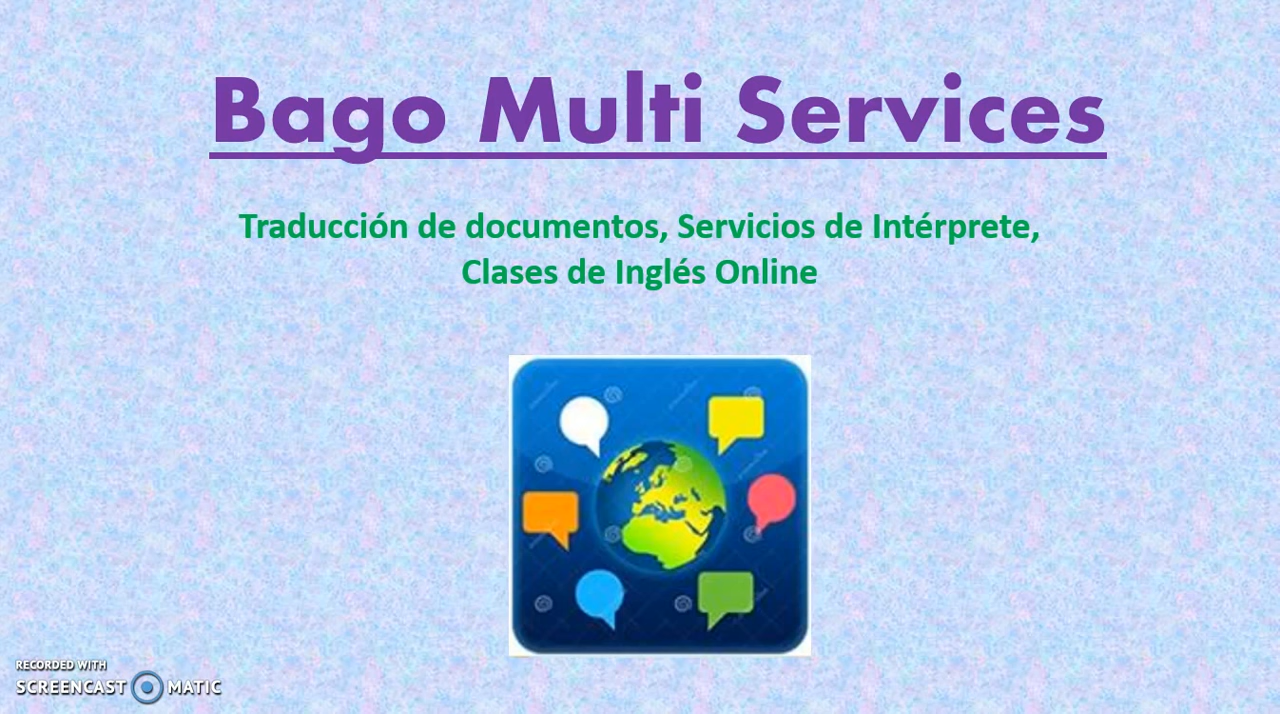 Bago Multi Services
Traducción de documentos, Servicios de Intérprete,
Clases de Inglés Online
RECORDED WITH
SCREENCAST MATIC